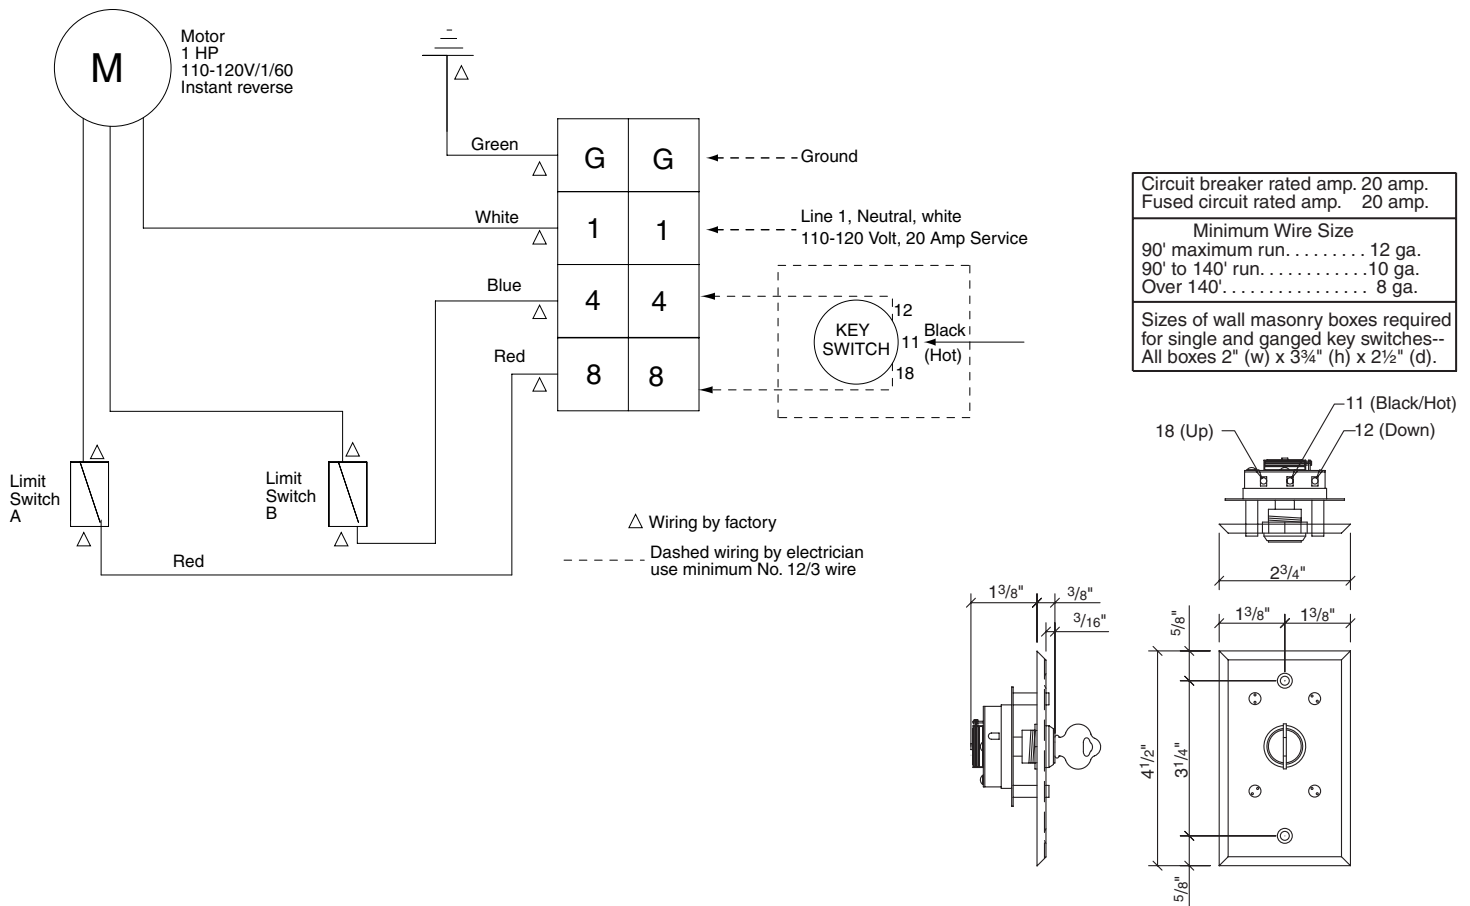 M
Motor
1 HP
110-120V/1/60
Instant reverse
Green
G
G
Ground
White
1
1
Line 1, Neutral, white
110-120 Volt, 20 Amp Service
Blue
4
4
Red
8
8
KEY
SWITCH
12
11
18
Black
(Hot)
Limit
Switch
A
Limit
Switch
B
Red
Wiring by factory
Dashed wiring by electrician
use minimum No. 12/3 wire
Circuit breaker rated amp. 20 amp.
Fused circuit rated amp. 20 amp.
Minimum Wire Size
90' maximum run......... 12 ga.
90' to 140' run............10 ga.
Over 140'................ 8 ga.
Sizes of wall masonry boxes required
for single and ganged key switches--
All boxes 2" (w) x 3¾" (h) x 2½" (d).
11 (Black/Hot)
18 (Up)
12 (Down)
2 3/4"
1 3/8"
3/8"
3/16"
5/8"
1 3/8"
1 3/8"
4 1/2"
3 1/4"
5/8"